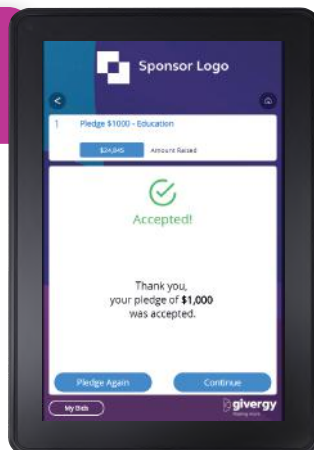 Sponsor Logo
<
1 Pledge $1000 - Education
$24,945 Amount Raised
Accepted!
Thank you,
your pledge of $1,000
was accepted.
Pledge Again Continue
My Bids givergy